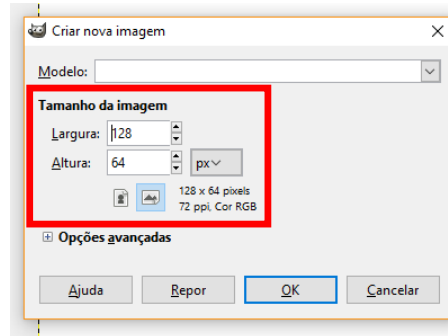 Criar nova imagem
Modelo:
Tamanho da imagem
Largura: 128
Altura: 64 px
128 x 64 pixels
72 ppi, Cor RGB
Opções avançadas
Ajuda Repor OK Cancelar